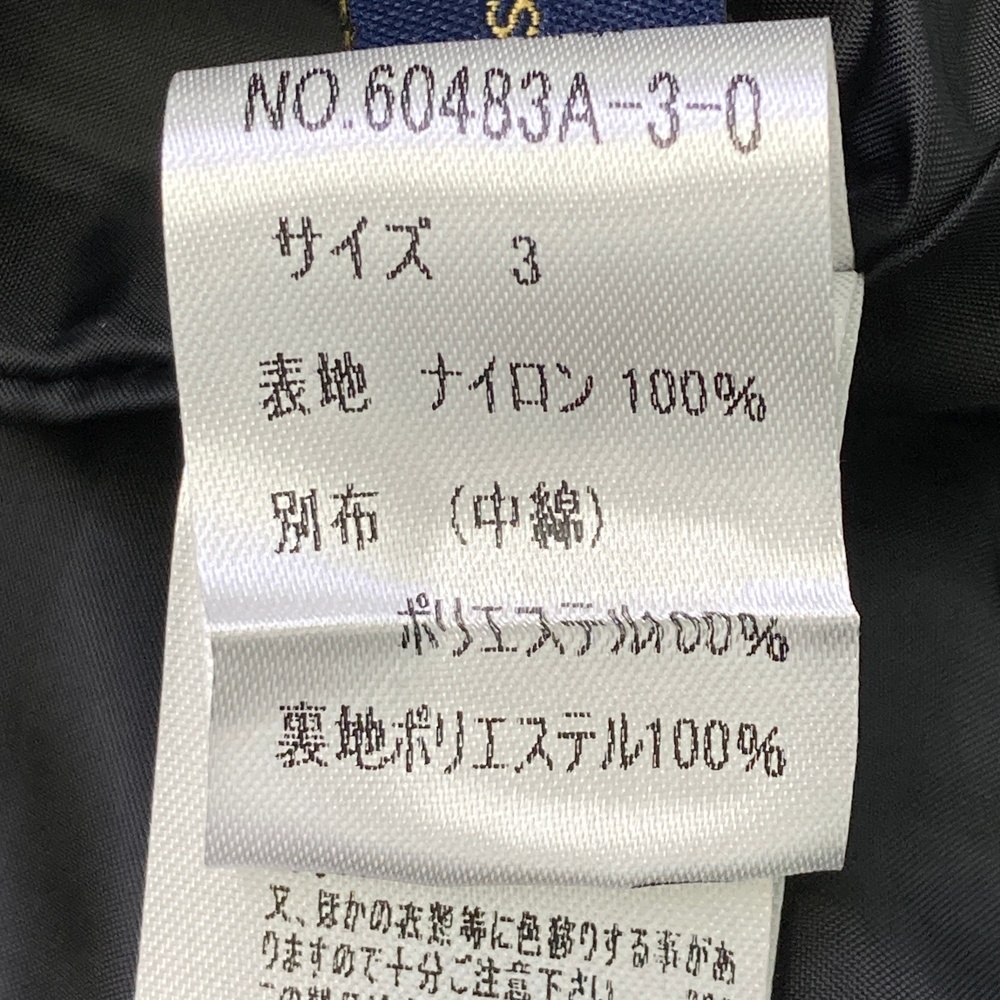 S
NO.60483A-3-0
サイズ 3
表地 ナイロン 100%
別布 (中綿)
ポリエステル100%
裏地ポリエステル100%
又、ほかの衣類等に色移りする事があ
りますので十分ご注意下さい